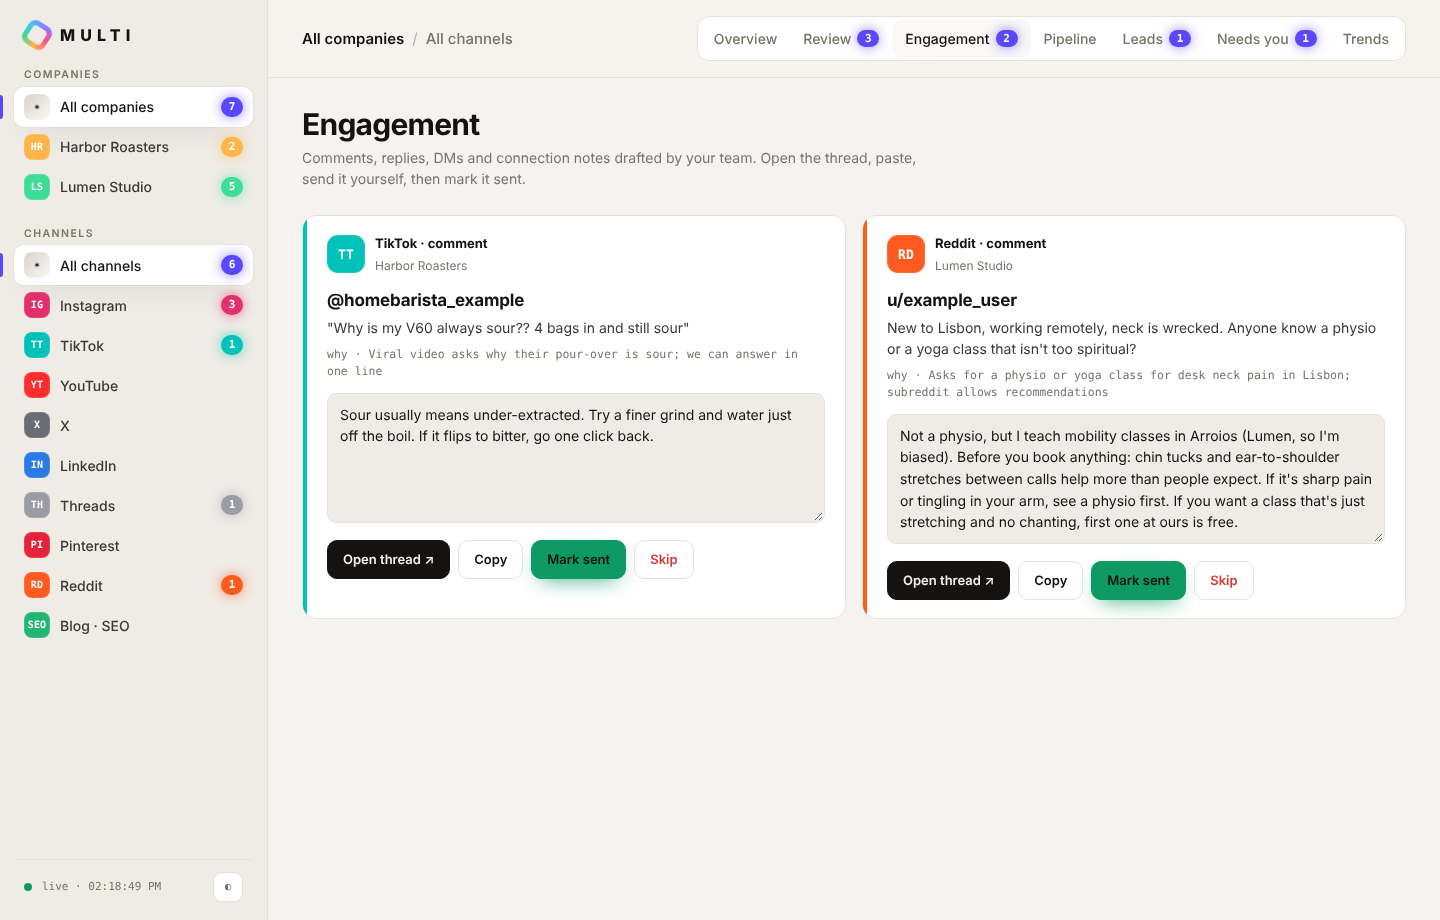 MULTI
COMPANIES
* All companies 7
HR Harbor Roasters 2
LS Lumen Studio 5
CHANNELS
* All channels 6
IG Instagram 3
TT TikTok 1
YT YouTube
X X
IN LinkedIn
TH Threads 1
PI Pinterest
RD Reddit 1
SEO Blog · SEO
live · 02:18:49 PM
All companies / All channels
Overview Review 3 Engagement 2 Pipeline Leads 1 Needs you 1 Trends
Engagement
Comments, replies, DMs and connection notes drafted by your team. Open the thread, paste,
send it yourself, then mark it sent.
TT TikTok · comment
Harbor Roasters
@homebarista_example
"Why is my V60 always sour?? 4 bags in and still sour"
why · Viral video asks why their pour-over is sour; we can answer in
one line
Sour usually means under-extracted. Try a finer grind and water just
off the boil. If it flips to bitter, go one click back.
Open thread ↗ Copy Mark sent Skip
RD Reddit · comment
Lumen Studio
u/example_user
New to Lisbon, working remotely, neck is wrecked. Anyone know a physio
or a yoga class that isn't too spiritual?
why · Asks for a physio or yoga class for desk neck pain in Lisbon;
subreddit allows recommendations
Not a physio, but I teach mobility classes in Arroios (Lumen, so I'm
biased). Before you book anything: chin tucks and ear-to-shoulder
stretches between calls help more than people expect. If it's sharp pain
or tingling in your arm, see a physio first. If you want a class that's just
stretching and no chanting, first one at ours is free.
Open thread ↗ Copy Mark sent Skip